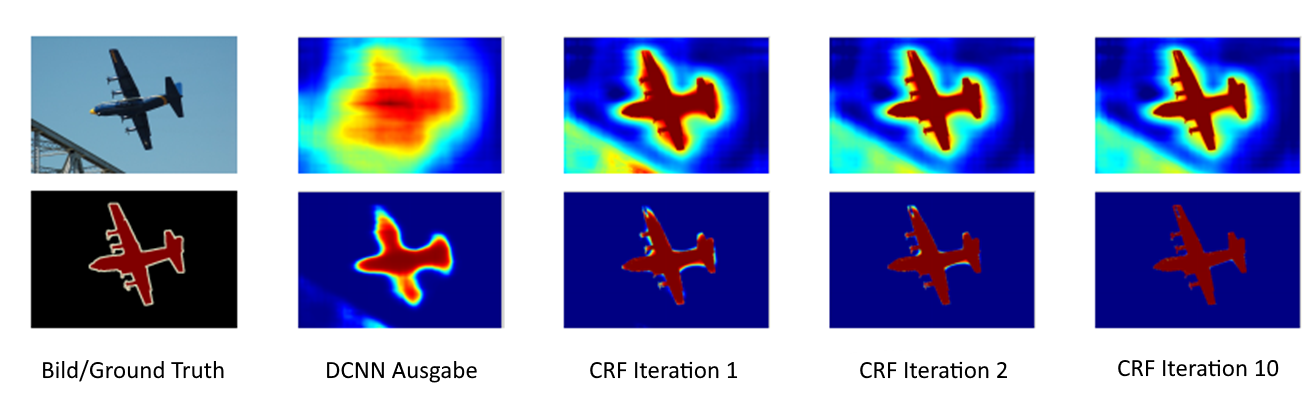 Bild/Ground Truth
DCNN Ausgabe
CRF Iteration 1
CRF Iteration 2
CRF Iteration 10